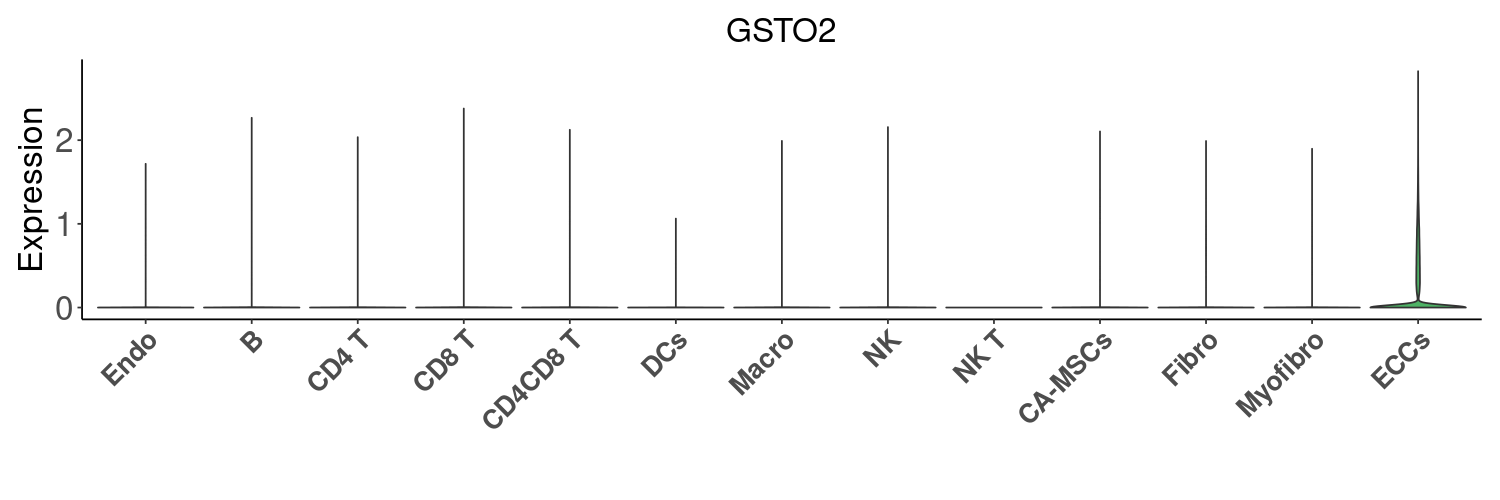 GSTO2
Expression
2
1
0
Endo
B
CD4 T
CD8 T
CD4CD8 T
DCs
Macro
NK
NK T
CA-MSCs
Fibro
Myofibro
ECCs